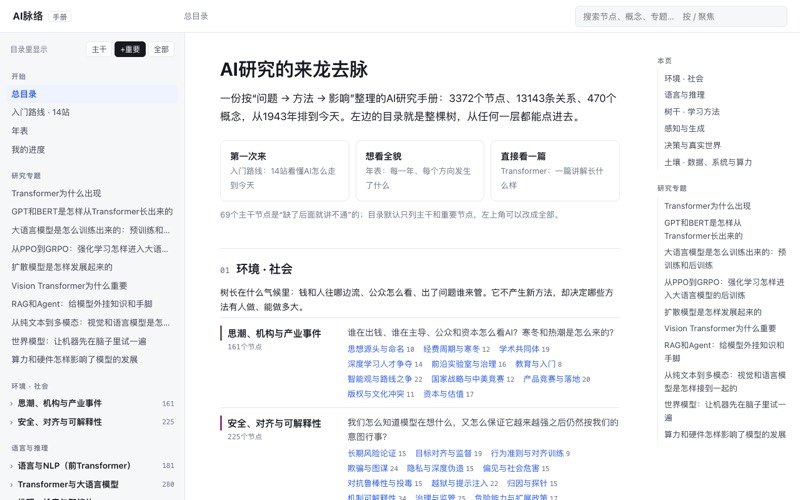 AI脉络 手册
总目录
搜索节点、概念、专题… 按 / 聚焦
目录里显示 主干 +重要 全部
开始
总目录
入门路线 · 14站
年表
我的进度
研究专题
Transformer为什么出现
GPT和BERT是怎样从Transformer长出来的
大语言模型是怎么训练出来的：预训练和...
从PPO到GRPO：强化学习怎样进入大语...
扩散模型是怎样发展起来的
Vision Transformer为什么重要
RAG和Agent：给模型外挂知识和手脚
从纯文本到多模态：视觉和语言模型是怎...
世界模型：让机器先在脑子里试一遍
算力和硬件怎样影响了模型的发展
环境 · 社会
思潮、机构与产业事件 161
安全、对齐与可解释性 225
语言与推理
语言与NLP（前Transformer） 181
Transformer与大语言模型 280
AI研究的来龙去脉
一份按“问题 → 方法 → 影响”整理的AI研究手册：3372个节点、13143条关系、470个
概念，从1943年排到今天。左边的目录就是整棵树，从任何一层都能点进去。
第一次来
入门路线：14站看懂AI怎么走
到今天
想看全貌
年表：每一年、每个方向发生
了什么
直接看一篇
Transformer：一篇讲解长什
么样
69个主干节点是“缺了后面就讲不通”的；目录默认只列主干和重要节点，左上角可以改成全部。
01 环境 · 社会
树长在什么气候里：钱和人往哪边流、公众怎么看、出了问题谁来管。它不产生新方法，却决定哪些方
法有人做、能做多大。
思潮、机构与产业事件
161个节点
谁在出钱、谁在主导、公众和资本怎么看AI？寒冬和热潮是怎么来的？
思想源头与命名 10 经费周期与寒冬 12 学术共同体 19
深度学习人才争夺 14 前沿实验室与治理 16 教育与入门 8
智能观与路线之争 22 国家战略与中美竞赛 12 产品竞赛与落地 20
版权与文化冲突 11 资本与估值 17
安全、对齐与可解释性
225个节点
我们怎么知道模型在想什么，又怎么保证它越来越强之后仍然按我们的
意图行事？
长期风险论证 15 目标对齐与监督 19 行为准则与对齐训练 9
欺骗与图谋 24 隐私与深度伪造 15 偏见与社会危害 15
对抗鲁棒性与投毒 15 越狱与提示注入 22 归因与探针 15
机制可解释性 34 治理与监管 25 危险能力与扩展政策 17
本页
环境 · 社会
语言与推理
树干 · 学习方法
感知与生成
决策与真实世界
土壤 · 数据、系统与算力
研究专题
Transformer为什么出现
GPT和BERT是怎样从
Transformer长出来的
大语言模型是怎么训练出来的：预
训练和后训练
从PPO到GRPO：强化学习怎样进
入大语言模型的后训练
扩散模型是怎样发展起来的
Vision Transformer为什么重要
RAG和Agent：给模型外挂知识和
手脚
从纯文本到多模态：视觉和语言模
型是怎样接到一起的
世界模型：让机器先在脑子里试一
遍
算力和硬件怎样影响了模型的发展